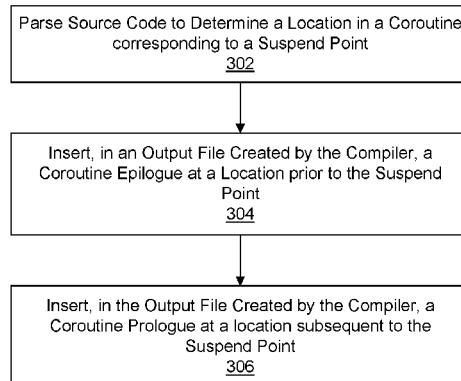 Parse Source Code to Determine a Location in a Coroutine
corresponding to a Suspend Point
302
Insert, in an Output File Created by the Compiler, a
Coroutine Epilogue at a Location prior to the Suspend
Point
304
Insert, in the Output File Created by the Compiler, a
Coroutine Prologue at a location subsequent to the
Suspend Point
306